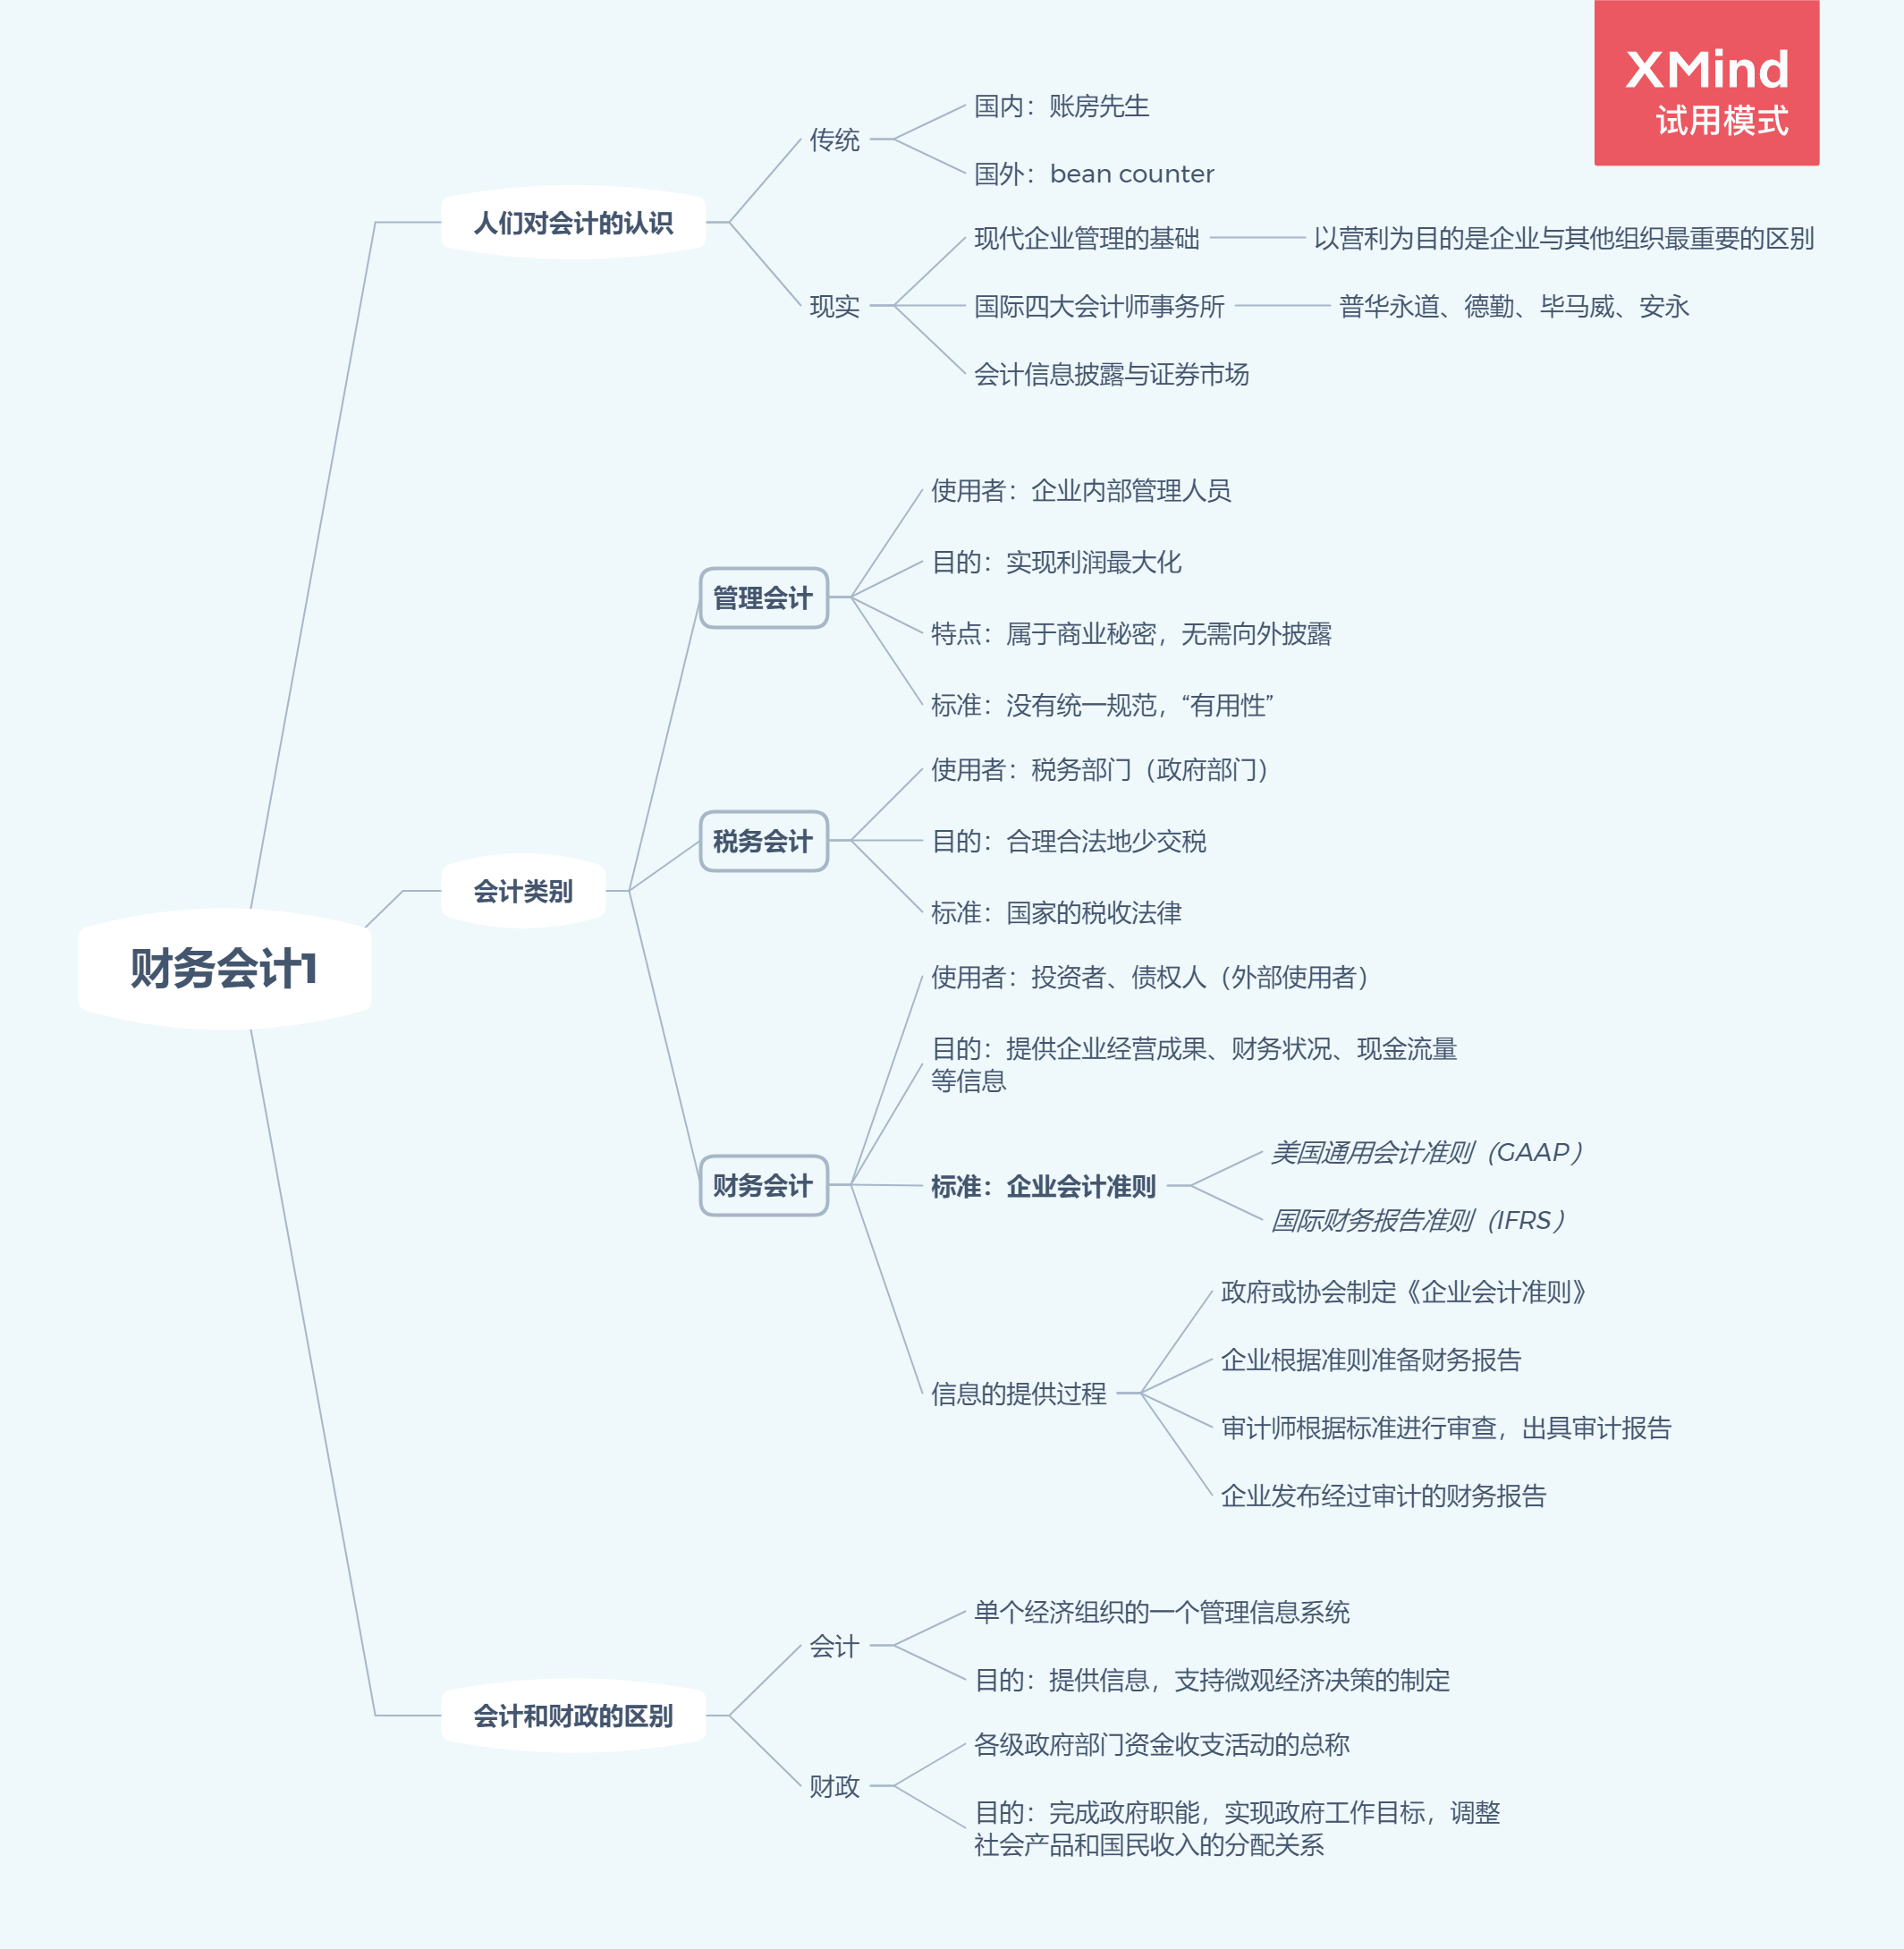 XMind
试用模式
财务会计1
人们对会计的认识
传统
国内：账房先生
国外：bean counter
现实
现代企业管理的基础
以营利为目的是企业与其他组织最重要的区别
国际四大会计师事务所
普华永道、德勤、毕马威、安永
会计信息披露与证券市场
会计类别
管理会计
使用者：企业内部管理人员
目的：实现利润最大化
特点：属于商业秘密，无需向外披露
标准：没有统一规范，“有用性”
税务会计
使用者：税务部门（政府部门）
目的：合理合法地少交税
标准：国家的税收法律
财务会计
使用者：投资者、债权人（外部使用者）
目的：提供企业经营成果、财务状况、现金流量
等信息
标准：企业会计准则
美国通用会计准则（GAAP）
国际财务报告准则（IFRS）
信息的提供过程
政府或协会制定《企业会计准则》
企业根据准则准备财务报告
审计师根据标准进行审查，出具审计报告
企业发布经过审计的财务报告
会计和财政的区别
会计
单个经济组织的一个管理信息系统
目的：提供信息，支持微观经济决策的制定
财政
各级政府部门资金收支活动的总称
目的：完成政府职能，实现政府工作目标，调整
社会产品和国民收入的分配关系